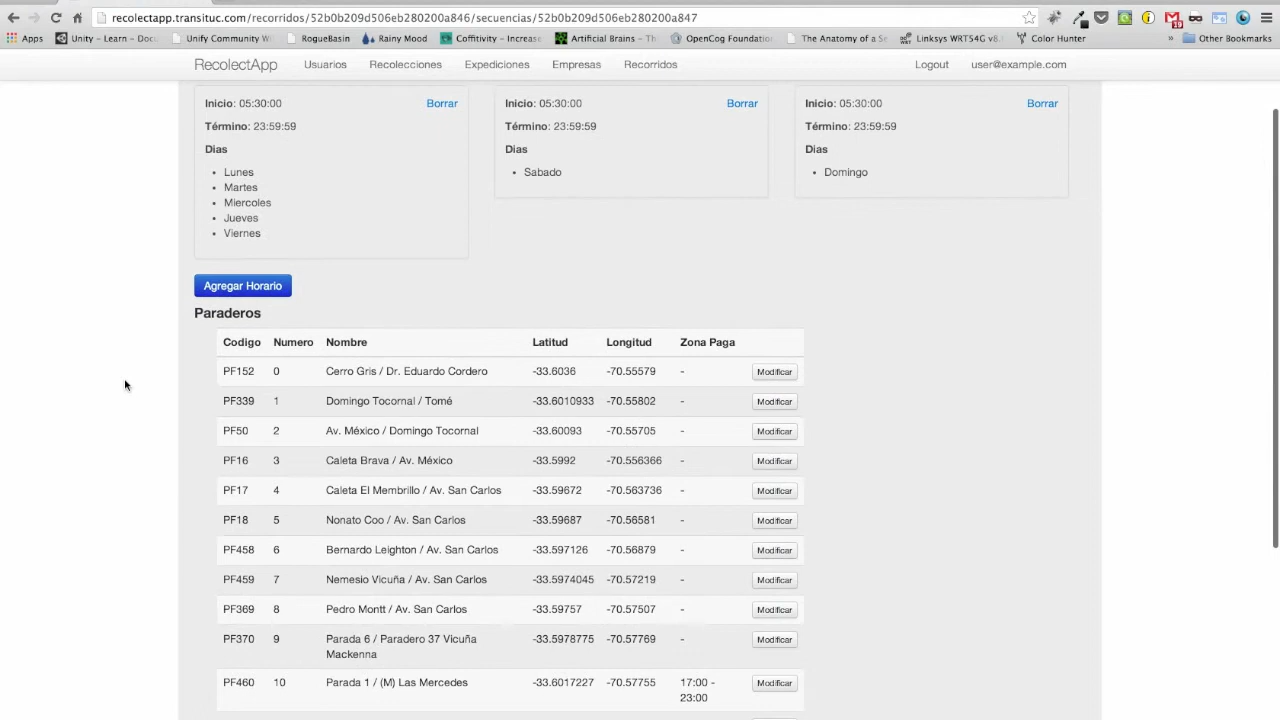 recolectapp.transituc.com/recorridos/52b0b209d506eb280200a846/secuencias/52b0b209d506eb280200a847
Apps Unity – Learn – Doc Unify Community W RogueBasin Rainy Mood Coffitivity – Increase Artificial Brains – Th OpenCog Foundatio The Anatomy of a Se Linksys WRT54G v8. Color Hunter » Other Bookmarks
RecolectApp Usuarios Recolecciones Expediciones Empresas Recorridos Logout user@example.com
Inicio: 05:30:00 Borrar Inicio: 05:30:00 Borrar Inicio: 05:30:00 Borrar
Término: 23:59:59 Término: 23:59:59 Término: 23:59:59
Dias Dias Dias
• Lunes • Sabado • Domingo
• Martes
• Miercoles
• Jueves
• Viernes
Agregar Horario
Paraderos
Codigo Numero Nombre Latitud Longitud Zona Paga
PF152 0 Cerro Gris / Dr. Eduardo Cordero -33.6036 -70.55579 - Modificar
PF339 1 Domingo Tocornal / Tomé -33.6010933 -70.55802 - Modificar
PF50 2 Av. México / Domingo Tocornal -33.60093 -70.55705 - Modificar
PF16 3 Caleta Brava / Av. México -33.5992 -70.556366 - Modificar
PF17 4 Caleta El Membrillo / Av. San Carlos -33.59672 -70.563736 - Modificar
PF18 5 Nonato Coo / Av. San Carlos -33.59687 -70.56581 - Modificar
PF458 6 Bernardo Leighton / Av. San Carlos -33.597126 -70.56879 - Modificar
PF459 7 Nemesio Vicuña / Av. San Carlos -33.5974045 -70.57219 - Modificar
PF369 8 Pedro Montt / Av. San Carlos -33.59757 -70.57507 - Modificar
PF370 9 Parada 6 / Paradero 37 Vicuña -33.5978775 -70.57769 - Modificar
Mackenna
PF460 10 Parada 1 / (M) Las Mercedes -33.6017227 -70.57755 17:00 - Modificar
23:00